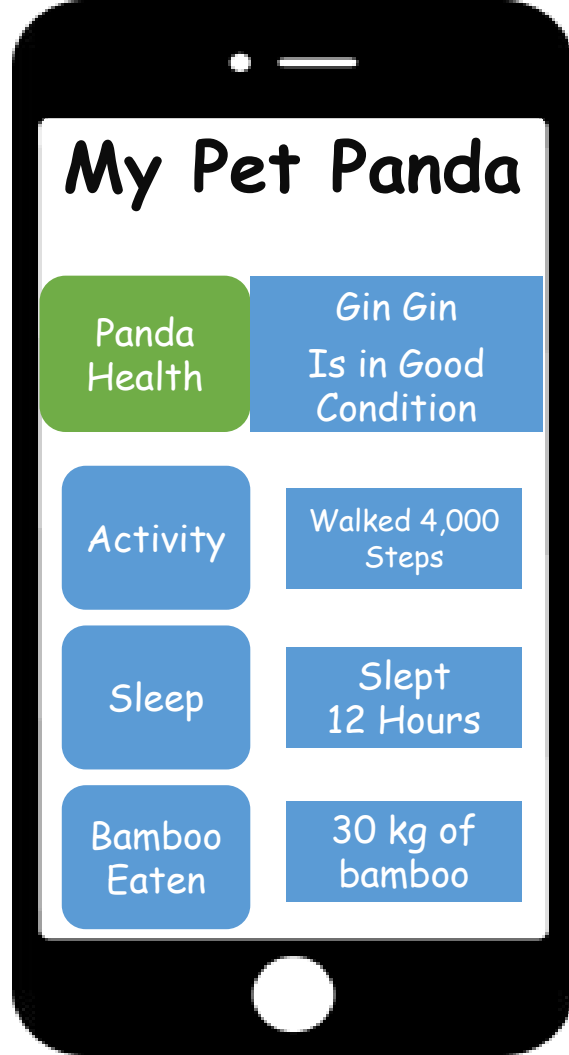 My Pet Panda
Panda
Health
Gin Gin
Is in Good
Condition
Activity
Walked 4,000
Steps
Sleep
Slept
12 Hours
Bamboo
Eaten
30 kg of
bamboo